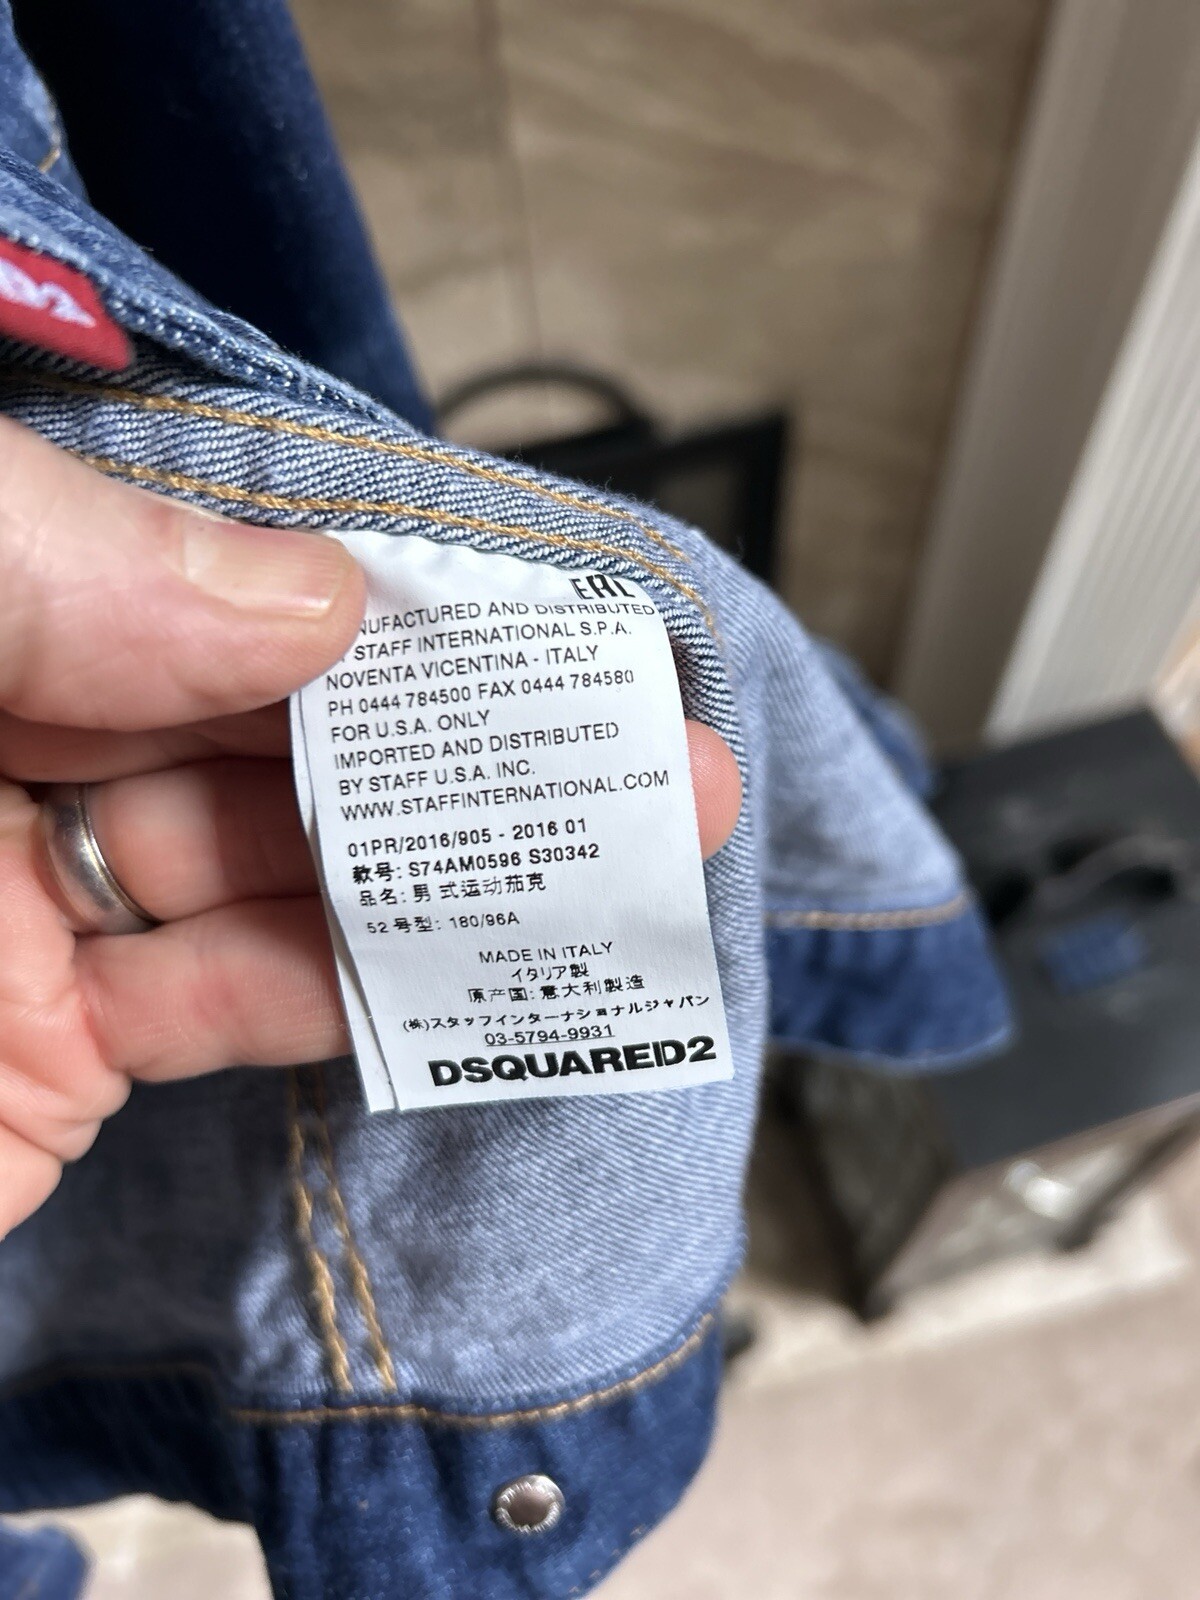 EAC
NUFACTURED AND DISTRIBUTED
STAFF INTERNATIONAL S.P.A.
NOVENTA VICENTINA - ITALY
PH 0444 784500 FAX 0444 784580
FOR U.S.A. ONLY
IMPORTED AND DISTRIBUTED
BY STAFF U.S.A. INC.
WWW.STAFFINTERNATIONAL.COM
01PR/2016/905 - 2016 01
款号: S74AM0596 S30342
品名: 男式运动茄克
52 号型: 180/96A
MADE IN ITALY
イタリア製
原产国: 意大利製造
(株)スタッフインターナショナルジャパン
03-5794-9931
DSQUARED2